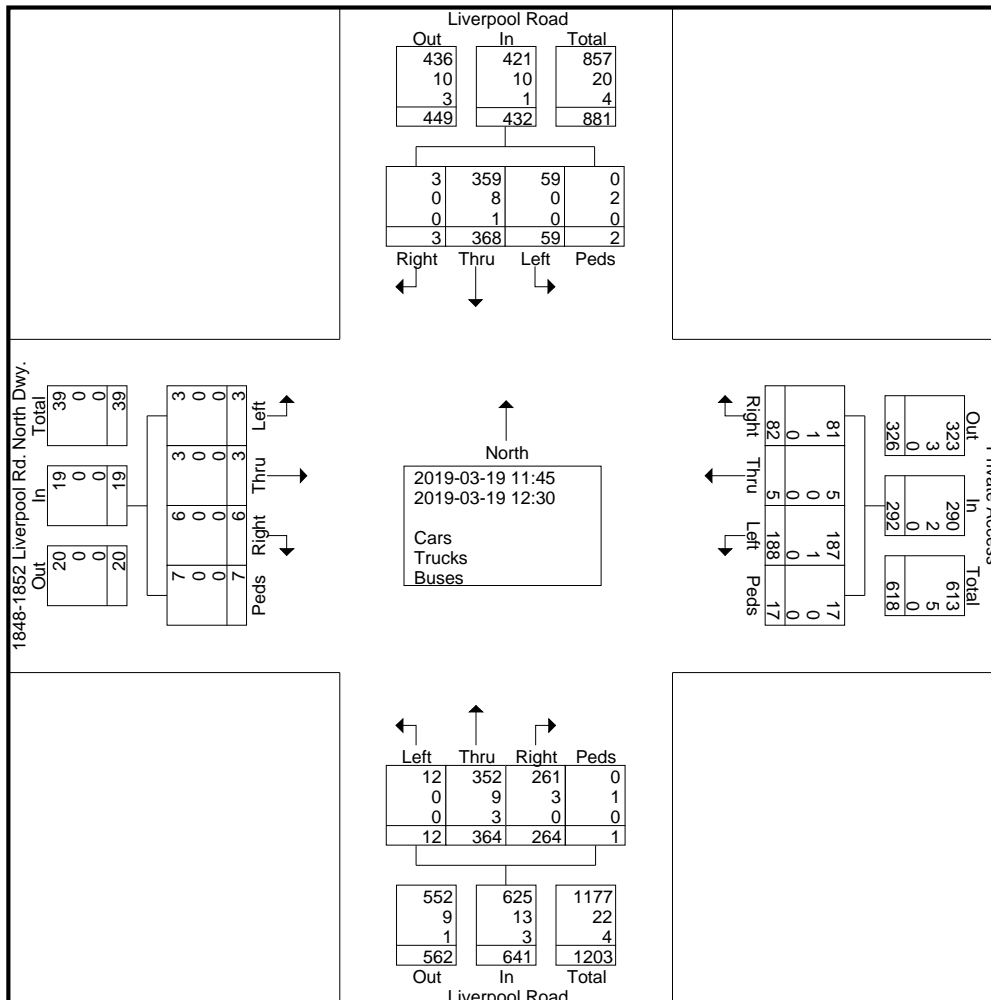 Liverpool Road
Out In Total
436 421 857
10 10 20
3 1 4
449 432 881
3 359 59 0
0 8 0 2
0 1 0 0
3 368 59 2
Right Thru Left Peds
1848-1852 Liverpool Rd. North Dwy.
Total
39
0
0
39
In
19
0
0
19
Out
20
0
0
20
Left
3
0
0
3
Thru
3
0
0
3
Right
6
0
0
6
Peds
7
0
0
7
North
2019-03-19 11:45
2019-03-19 12:30
Cars
Trucks
Buses
Right
81
1
0
82
Thru
5
0
0
5
Left
187
1
0
188
Peds
17
0
0
17
Private Access
Out
323
3
0
326
In
290
2
0
292
Total
613
5
0
618
Left Thru Right Peds
12 352 261 0
0 9 3 1
0 3 0 0
12 364 264 1
552 625 1177
9 13 22
1 3 4
562 641 1203
Out In Total
Liverpool Road